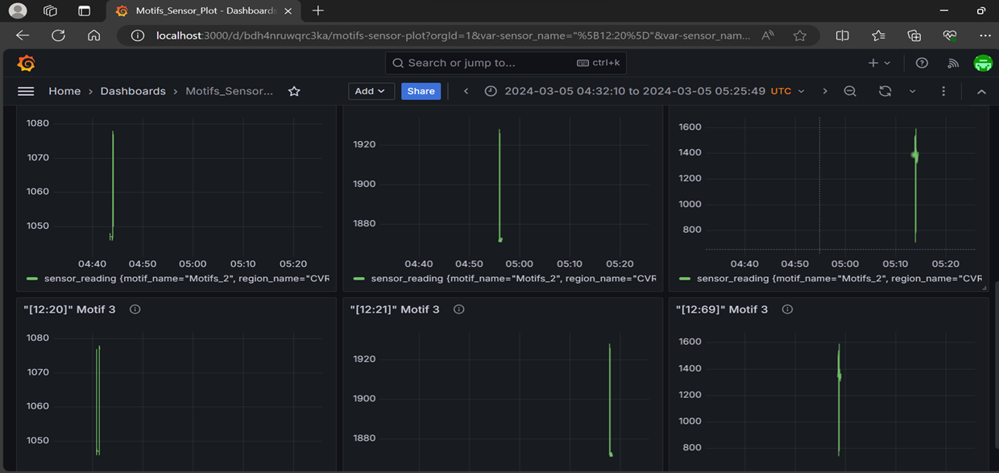 Motifs_Sensor_Plot - Dashboards
localhost:3000/d/bdh4nruwqrc3ka/motifs-sensor-plot?orgId=1&var-sensor_name="%5B12:20%5D"&var-sensor_nam...
Search or jump to... ctrl+k
Home Dashboards Motifs_Sensor... Add Share 2024-03-05 04:32:10 to 2024-03-05 05:25:49 UTC
1080
1070
1060
1050
04:40 04:50 05:00 05:10 05:20
sensor_reading {motif_name="Motifs_2", region_name="CVR
1920
1900
1880
04:40 04:50 05:00 05:10 05:20
sensor_reading {motif_name="Motifs_2", region_name="CVR
1600
1400
1200
1000
800
04:40 04:50 05:00 05:10 05:20
sensor_reading {motif_name="Motifs_2", region_name="CVR
"[12:20]" Motif 3
1080
1070
1060
1050
"[12:21]" Motif 3
1920
1900
1880
"[12:69]" Motif 3
1600
1400
1200
1000
800